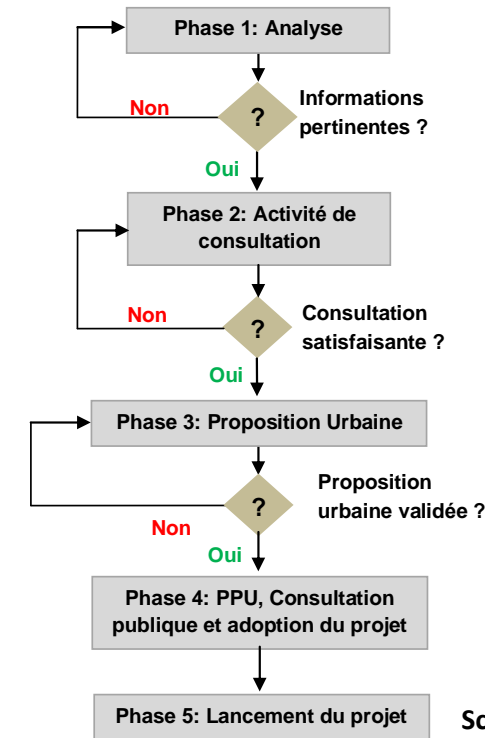 Phase 1: Analyse
Non
?
Informations
pertinentes ?
Oui
Phase 2: Activité de
consultation
Non
?
Consultation
satisfaisante ?
Oui
Phase 3: Proposition Urbaine
?
Proposition
urbaine validée ?
Non
Oui
Phase 4: PPU, Consultation
publique et adoption du projet
Phase 5: Lancement du projet